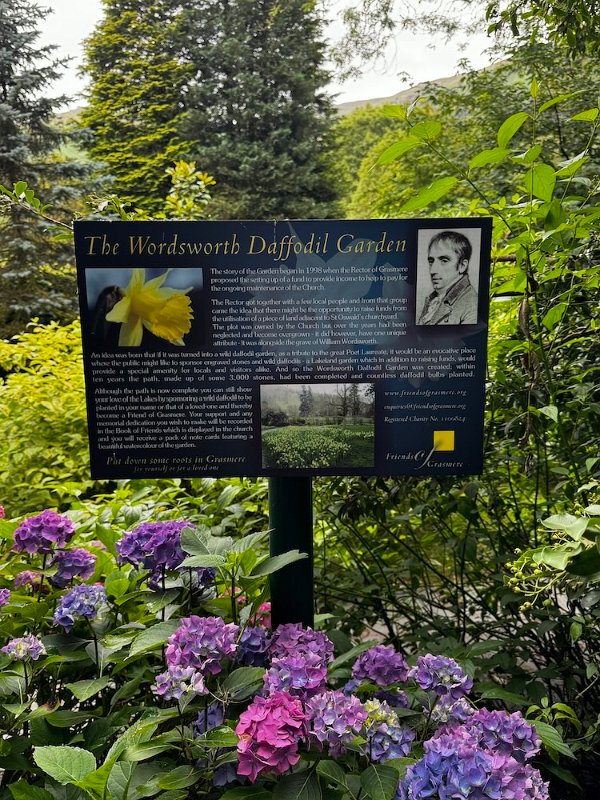 The Wordsworth Daffodil Garden
The story of the Garden began in 1998 when the Rector of Grasmere
proposed the setting up of a fund to provide income to help to pay for
the ongoing maintenance of the Church.
The Rector got together with a few local people and from that group
came the idea that there might be the opportunity to raise funds from
the utilisation of a piece of land adjacent to St Oswald's churchyard.
The plot was owned by the Church but over the years had been
neglected and become overgrown - it did however, have one unique
attribute - it was alongside the grave of William Wordsworth.
An idea was born that if it was turned into a wild daffodil garden, as a tribute to the great Poet Laureate, it would be an evocative place
where the public might like to sponsor engraved stones and wild daffodils - a Lakeland garden which in addition to raising funds, would
provide a special amenity for locals and visitors alike. And so the Wordsworth Daffodil Garden was created; within
ten years the path, made up of some 3,000 stones, had been completed and countless daffodil bulbs planted.
Although the path is now complete you can still show
your love of the Lakes by sponsoring a wild daffodil to be
planted in your name or that of a loved-one and thereby
become a Friend of Grasmere. Your support and any
memorial dedication you wish to make will be recorded
in the Book of Friends which is displayed in the church
and you will receive a pack of note cards featuring a
beautiful watercolour of the garden.
Put down some roots in Grasmere
for yourself or for a loved one
www.friendsofgrasmere.org
enquiries@friendsofgrasmere.org
Registered Charity No.
Friends of
Grasmere